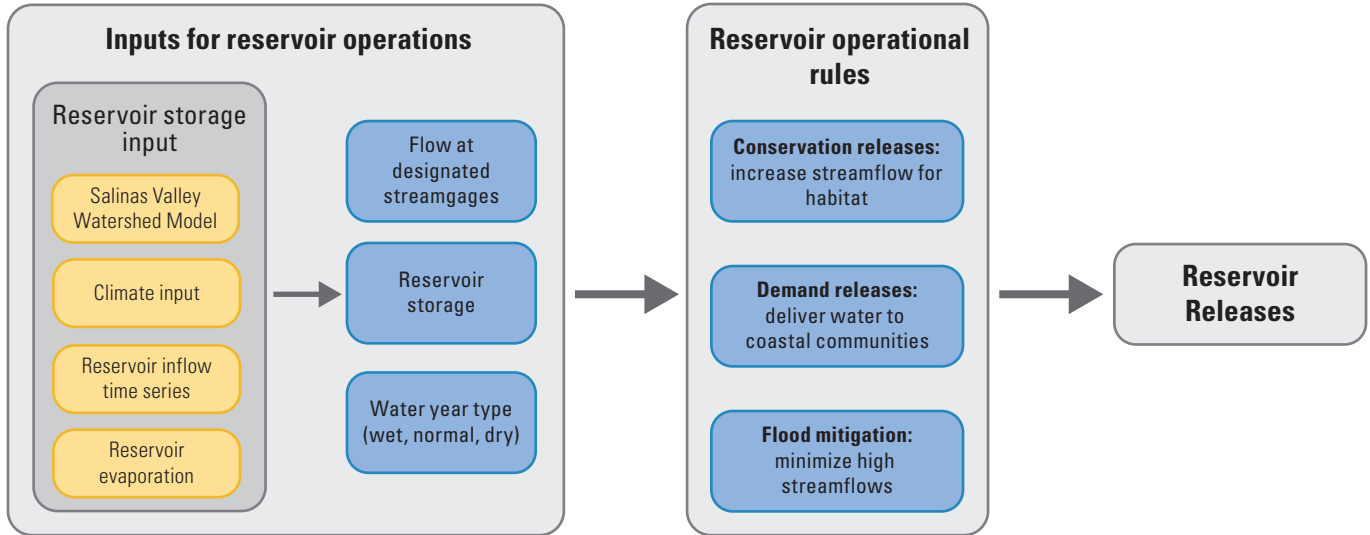 Inputs for reservoir operations
Reservoir storage
input
Salinas Valley
Watershed Model
Climate input
Reservoir inflow
time series
Reservoir
evaporation
Flow at
designated
streamgages
Reservoir
storage
Water year type
(wet, normal, dry)
Reservoir operational
rules
Conservation releases:
increase streamflow for
habitat
Demand releases:
deliver water to
coastal communities
Flood mitigation:
minimize high
streamflows
Reservoir
Releases